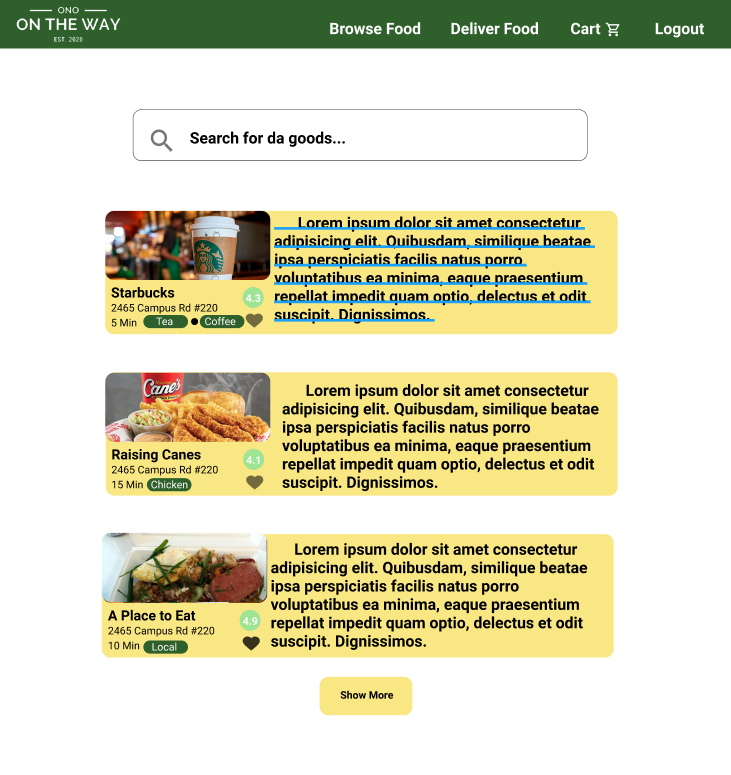 ONO
ON THE WAY
EST. 2020
Browse Food Deliver Food Cart Logout
Search for da goods...
Lorem ipsum dolor sit amet consectetur
adipisicing elit. Quibusdam, similique beatae
ipsa perspiciatis facilis natus porro
voluptatibus ea minima, eaque praesentium
repellat impedit quam optio, delectus et odit
suscipit. Dignissimos.
Starbucks
4.3
2465 Campus Rd #220
5 Min Tea Coffee
Cane's
Lorem ipsum dolor sit amet consectetur
adipisicing elit. Quibusdam, similique beatae
ipsa perspiciatis facilis natus porro
voluptatibus ea minima, eaque praesentium
repellat impedit quam optio, delectus et odit
suscipit. Dignissimos.
Raising Canes
4.1
2465 Campus Rd #220
15 Min Chicken
Lorem ipsum dolor sit amet consectetur
adipisicing elit. Quibusdam, similique beatae
ipsa perspiciatis facilis natus porro
voluptatibus ea minima, eaque praesentium
repellat impedit quam optio, delectus et odit
suscipit. Dignissimos.
A Place to Eat
4.9
2465 Campus Rd #220
10 Min Local
Show More